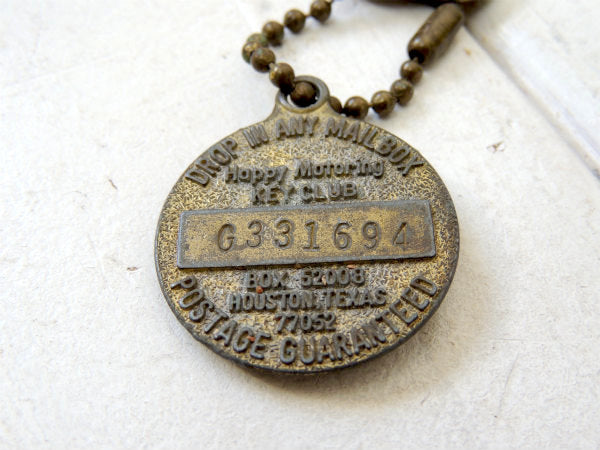 DROP IN ANY MAILBOX
Happy Motoring
KEY CLUB
G331694
BOX 52008
HOUSTON, TEXAS
77052
POSTAGE GUARANTEED